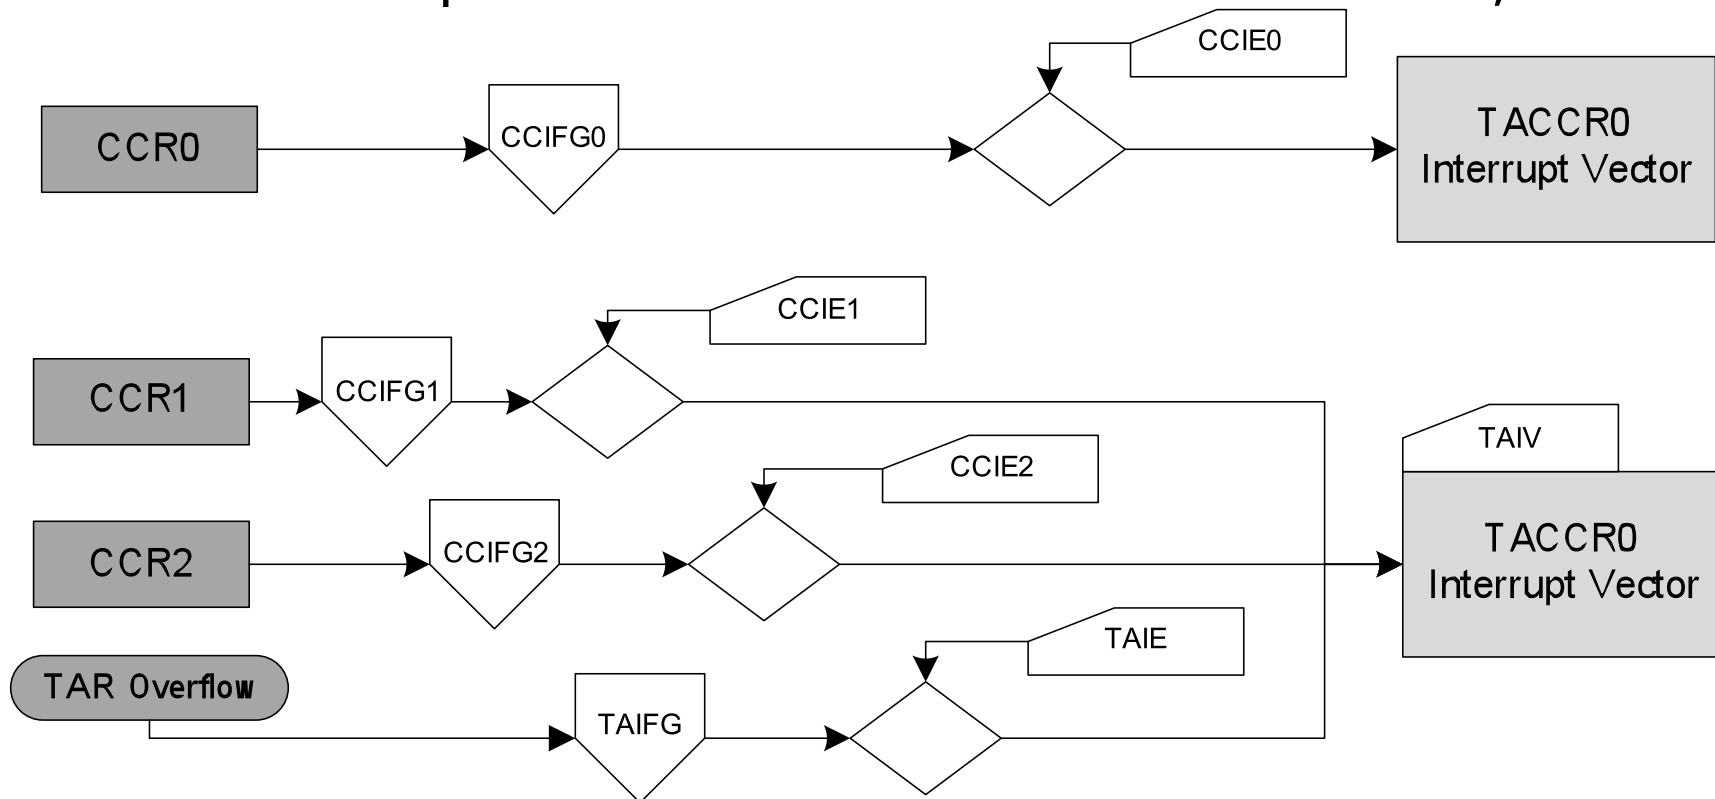 CCIE0
CCR0
CCIFG0
TACCR0
Interrupt Vector
CCIE1
CCR1
CCIFG1
TAIV
CCIE2
CCR2
CCIFG2
TACCR0
Interrupt Vector
TAIE
TAR Overflow
TAIFG